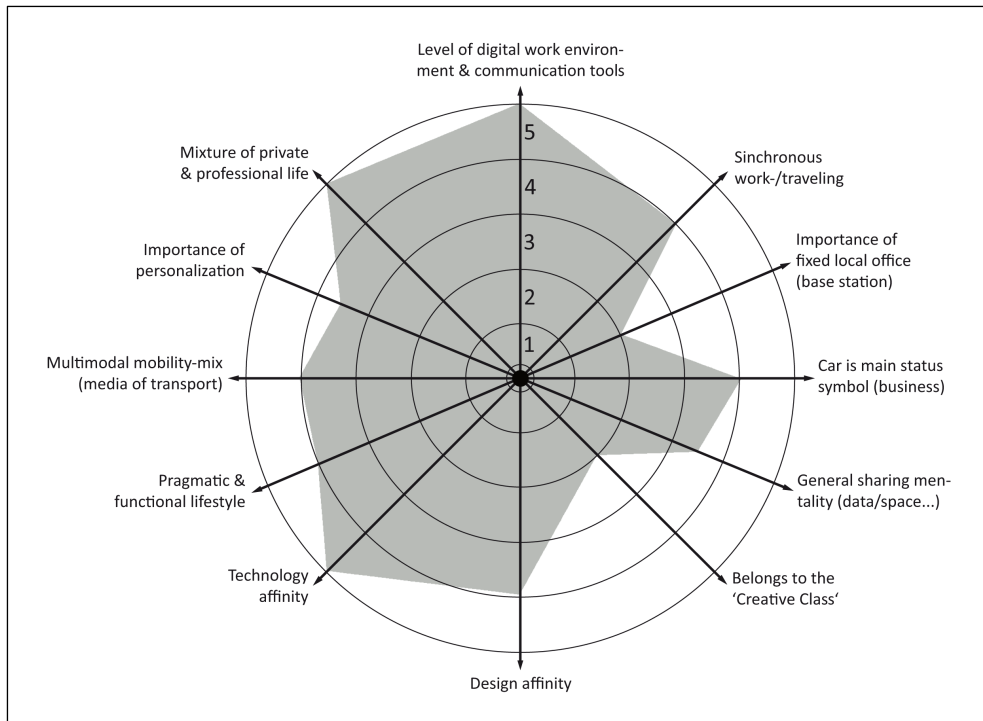 Level of digital work environ-
ment & communication tools
5
4
3
2
1
Mixture of private
& professional life
Sinchronous
work-/traveling
Importance of
personalization
Importance of
fixed local office
(base station)
Multimodal mobility-mix
(media of transport)
Car is main status
symbol (business)
Pragmatic &
functional lifestyle
General sharing men-
tality (data/space...)
Technology
affinity
Belongs to the
‘Creative Class‘
Design affinity